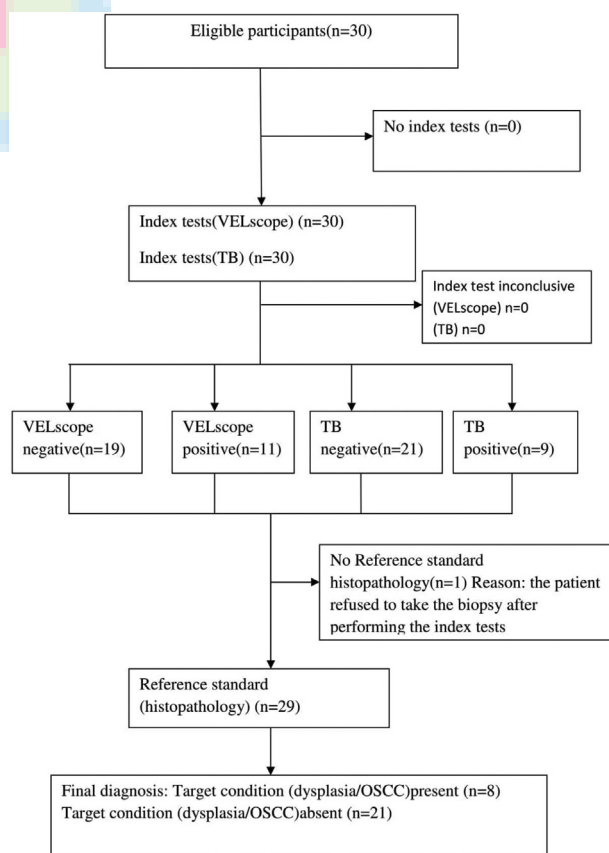 Eligible participants(n=30)
No index tests (n=0)
Index tests(VELscope) (n=30)
Index tests(TB) (n=30)
Index test inconclusive
(VELscope) n=0
(TB) n=0
VELscope
negative(n=19)
VELscope
positive(n=11)
TB
negative(n=21)
TB
positive(n=9)
No Reference standard
histopathology(n=1) Reason: the patient
refused to take the biopsy after
performing the index tests
Reference standard
(histopathology) (n=29)
Final diagnosis: Target condition (dysplasia/OSCC)present (n=8)
Target condition (dysplasia/OSCC)absent (n=21)